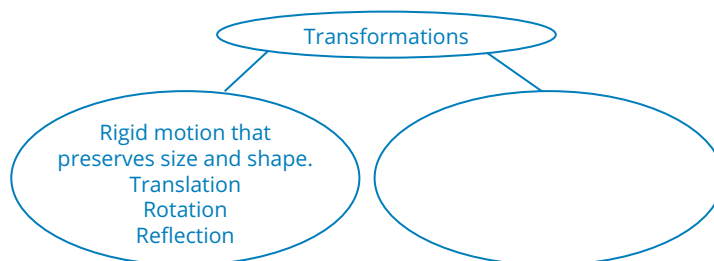 Transformations
Rigid motion that
preserves size and shape.
Translation
Rotation
Reflection